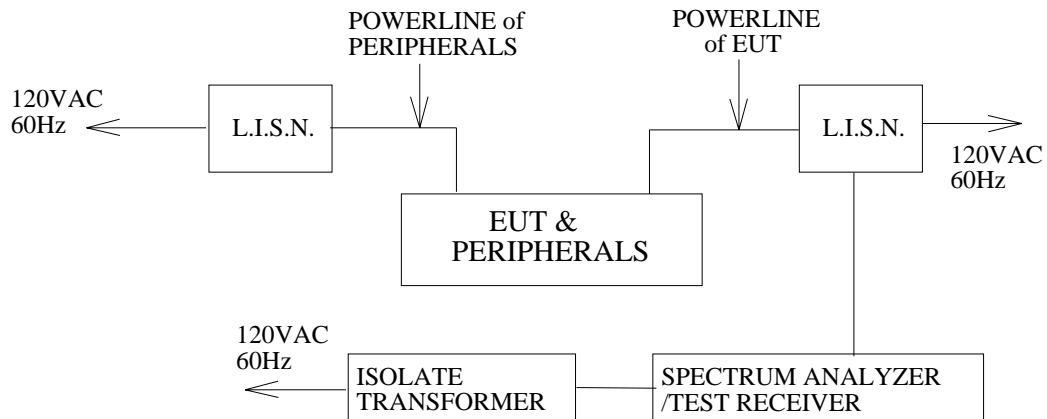 POWERLINE of
PERIPHERALS
POWERLINE
of EUT
120VAC
60Hz
L.I.S.N.
L.I.S.N.
120VAC
60Hz
EUT &
PERIPHERALS
120VAC
60Hz
ISOLATE
TRANSFORMER
SPECTRUM ANALYZER
/TEST RECEIVER